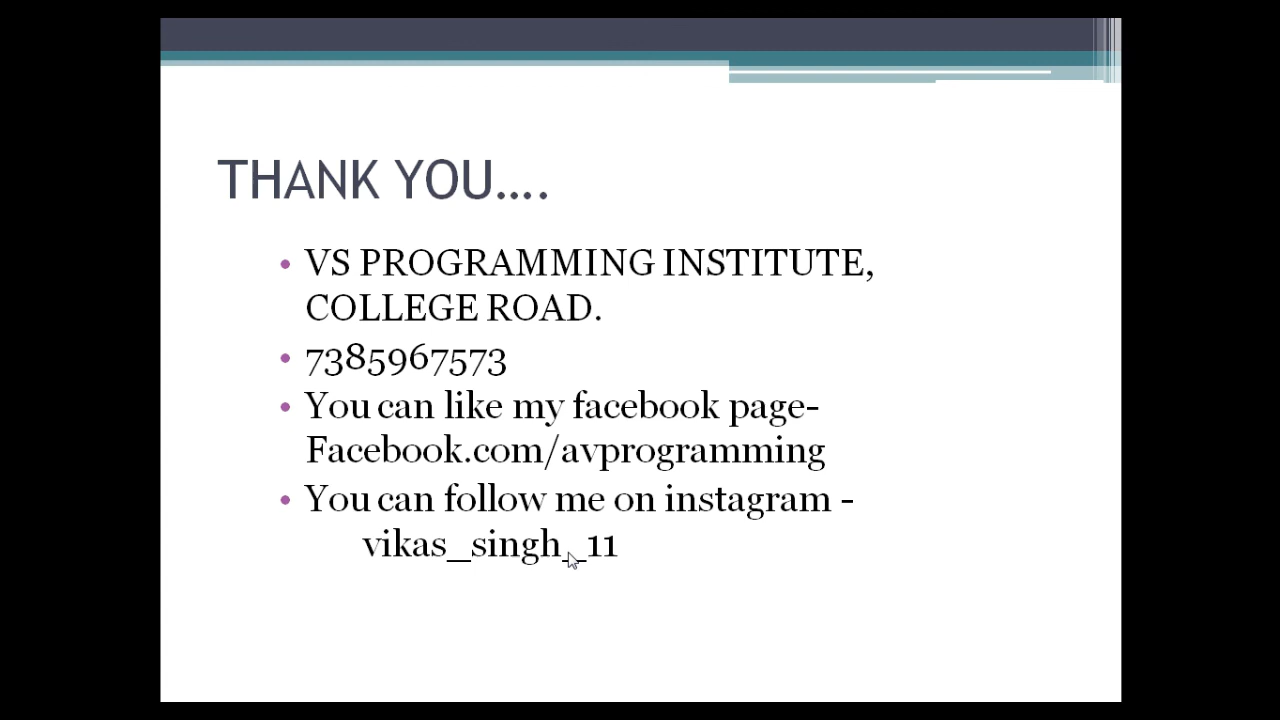 THANK YOU....
• VS PROGRAMMING INSTITUTE,
COLLEGE ROAD.
• 7385967573
• You can like my facebook page-
Facebook.com/avprogramming
• You can follow me on instagram -
vikas_singh_11